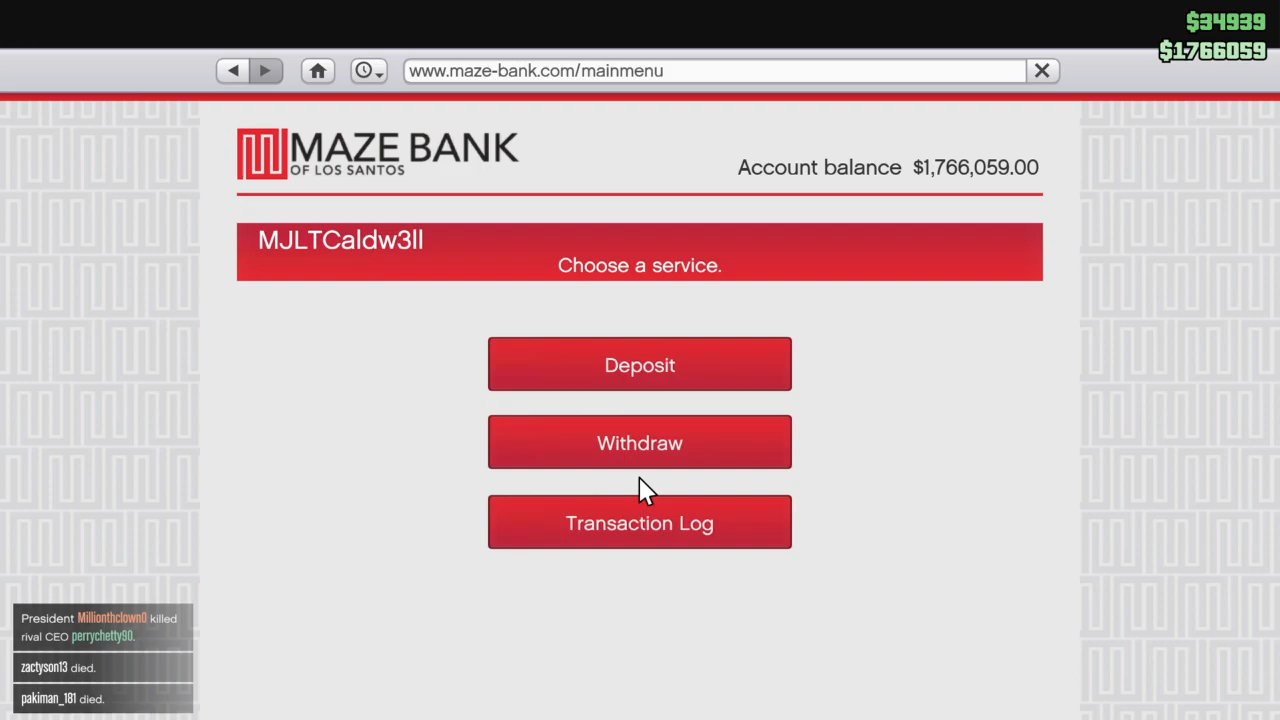 $34939
$1766059
www.maze-bank.com/mainmenu
MAZE BANK
OF LOS SANTOS
Account balance $1,766,059.00
MJLTCaldw3ll
Choose a service.
Deposit
Withdraw
Transaction Log
President Millionthclown0 killed
rival CEO perrychetty90.
zactyson13 died.
pakiman_181 died.